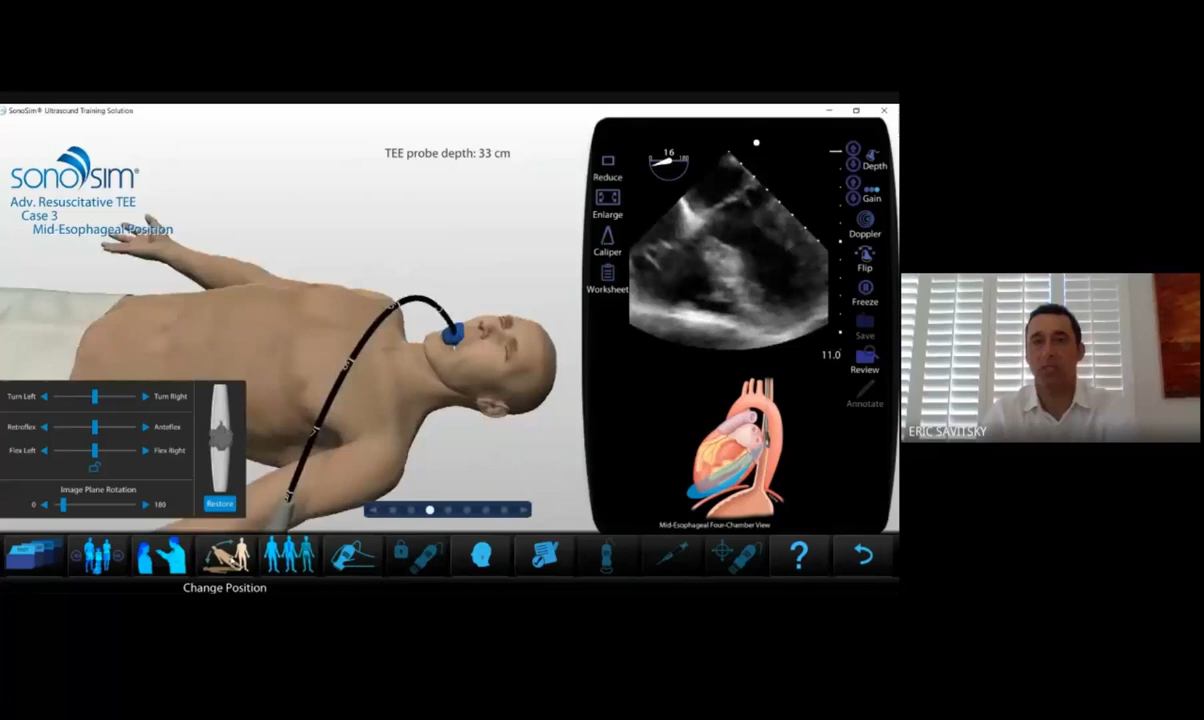 SonoSim® Ultrasound Training Solution
sonosim®
Adv. Resuscitative TEE
Case 3
Mid-Esophageal Position
TEE probe depth: 33 cm
Turn Left
Turn Right
Retroflex
Anteflex
Flex Left
Flex Right
Image Plane Rotation
0
180
Restore
Reduce
Enlarge
Caliper
Worksheet
16
180
Depth
Gain
Doppler
Flip
Freeze
Save
11.0
Review
Annotate
Mid-Esophageal Four-Chamber View
?
Change Position
ERIC SAVITSKY